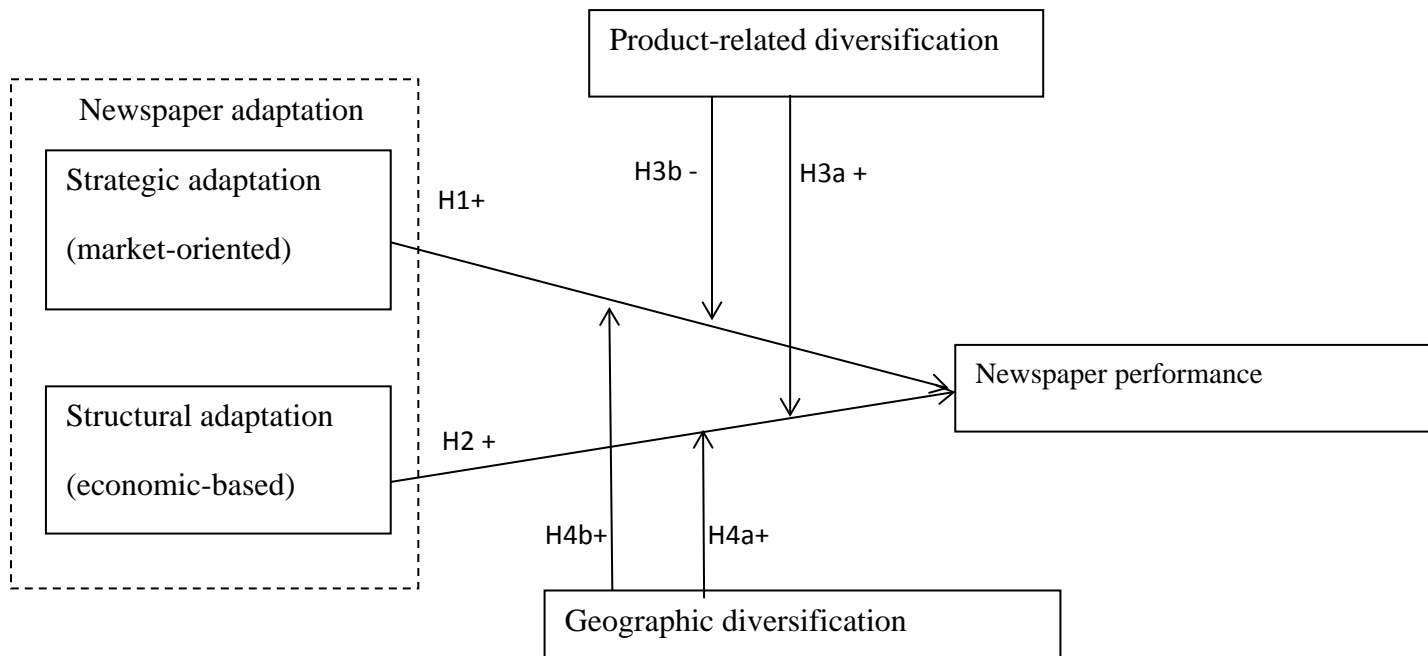 Product-related diversification
Newspaper adaptation
Strategic adaptation
(market-oriented)
H1+
H3b -
H3a +
Newspaper performance
Structural adaptation
(economic-based)
H2 +
H4b+
H4a+
Geographic diversification